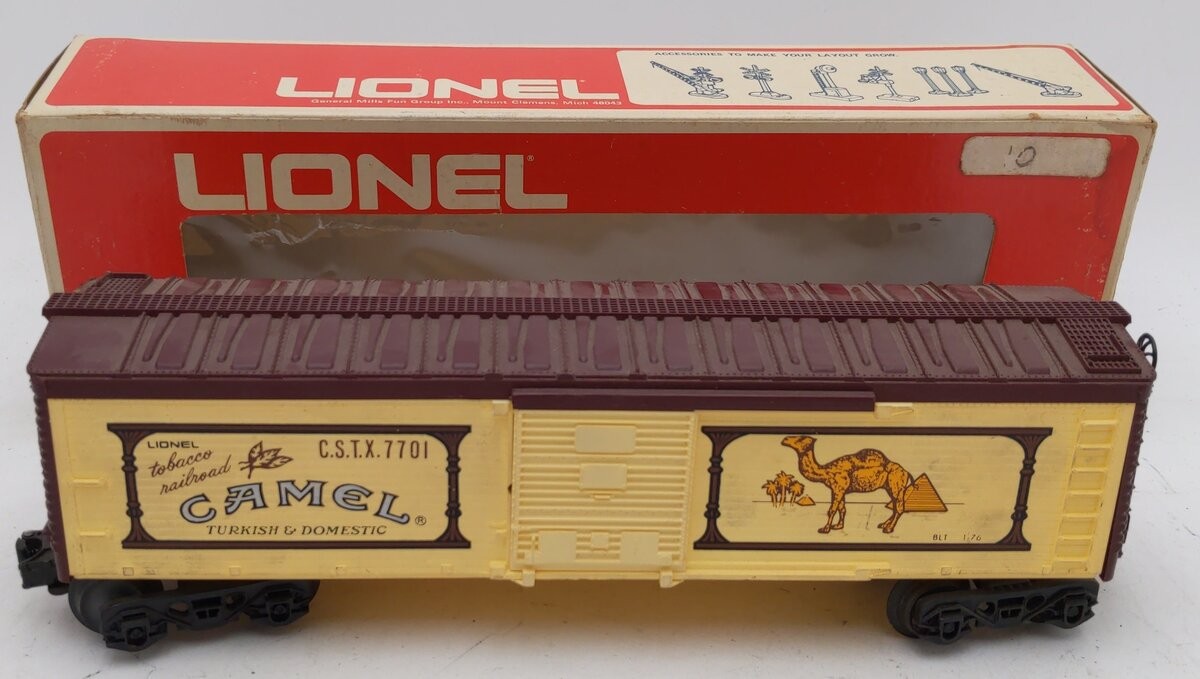 LIONEL
General Mills Fun Group Inc., Mount Clemens, Mich 48043
ACCESSORIES TO MAKE YOUR LAYOUT GROW.
LIONEL®
10
LIONEL
tobacco
railroad
C.S.T.X. 7701
CAMEL®
TURKISH & DOMESTIC
BLT 1-76